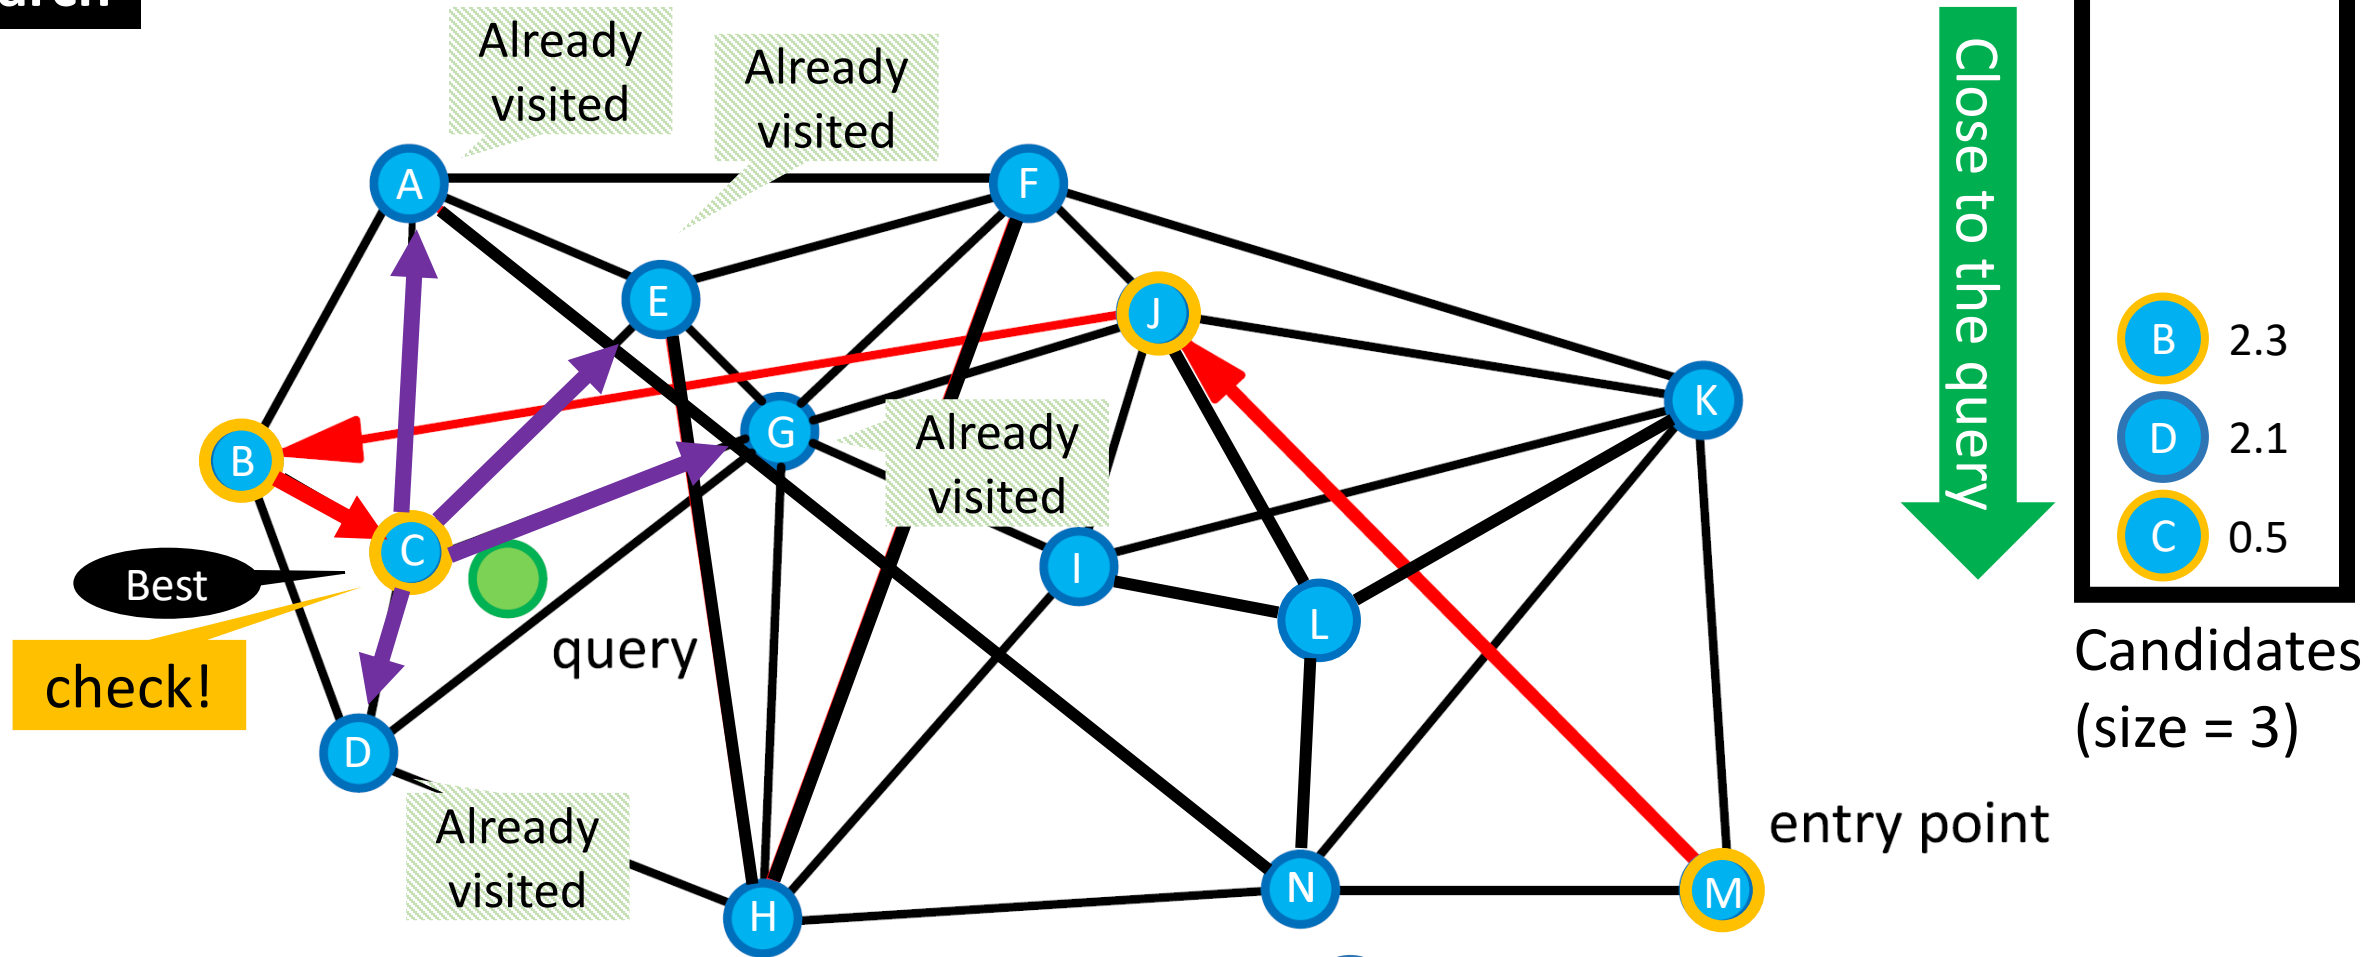 Already
visited
Already
visited
A
F
E
J
B
G
Already
visited
K
C
I
Best
L
query
check!
D
Already
visited
H
N
M
entry point
Close to the query
B 2.3
D 2.1
C 0.5
Candidates
(size = 3)